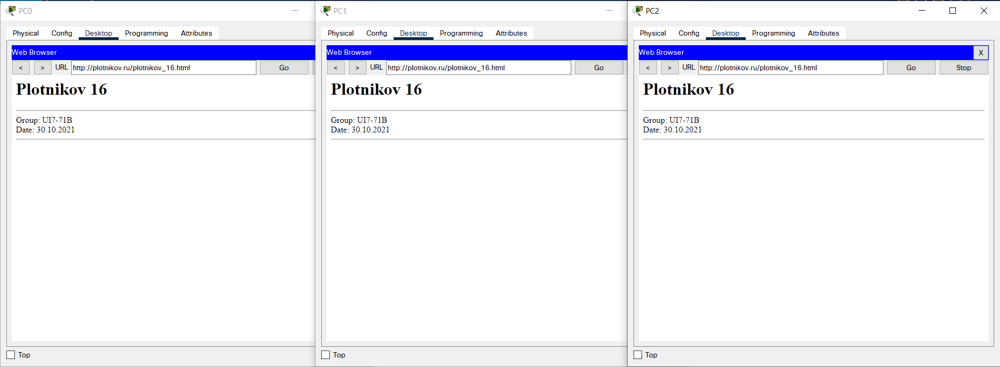 PC0
Physical Config Desktop Programming Attributes
Web Browser
< > URL http://plotnikov.ru/plotnikov_16.html Go
Plotnikov 16
Group: UI7-71B
Date: 30.10.2021
Top
PC1
Physical Config Desktop Programming Attributes
Web Browser
< > URL http://plotnikov.ru/plotnikov_16.html Go
Plotnikov 16
Group: UI7-71B
Date: 30.10.2021
Top
PC2
Physical Config Desktop Programming Attributes
Web Browser X
< > URL http://plotnikov.ru/plotnikov_16.html Go Stop
Plotnikov 16
Group: UI7-71B
Date: 30.10.2021
Top